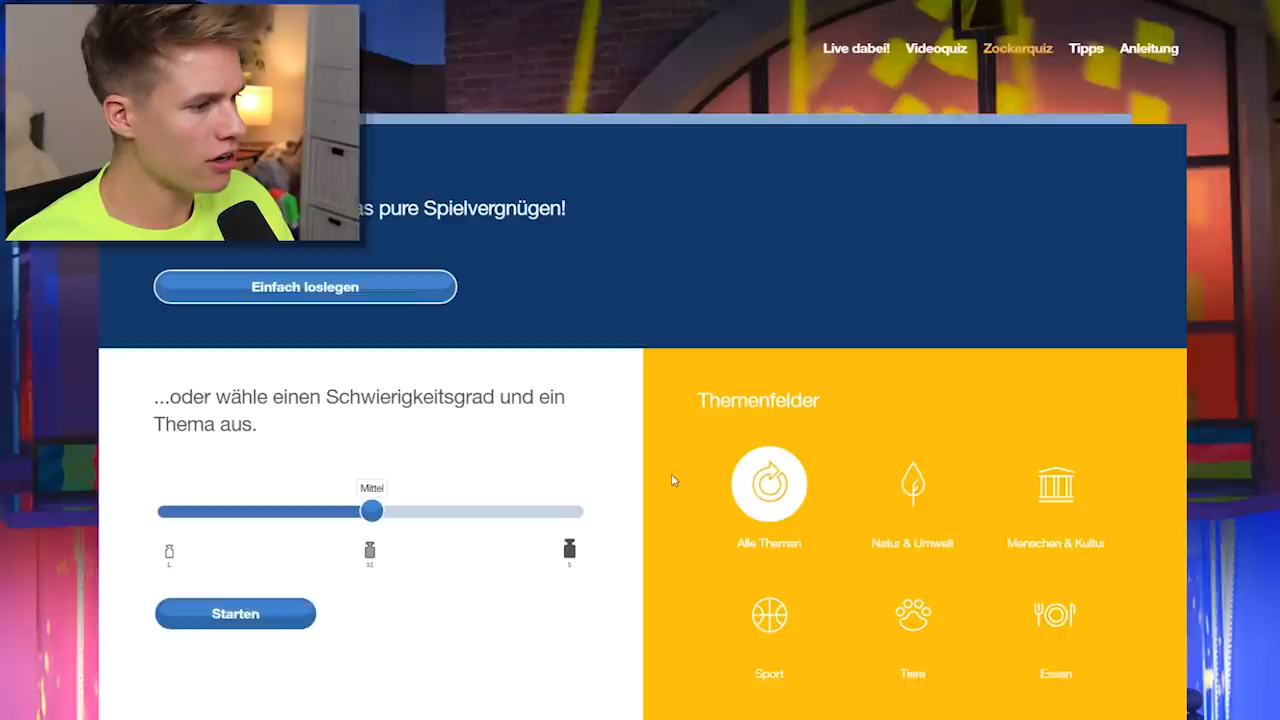 Live dabei! Videoquiz Zockerquiz Tipps Anleitung
pure Spielvergnügen!
Einfach loslegen
...oder wähle einen Schwierigkeitsgrad und ein
Thema aus.
Mittel
L M S
Starten
Themenfelder
Alle Themen Natur & Umwelt Menschen & Kultur
Sport Tiere Essen